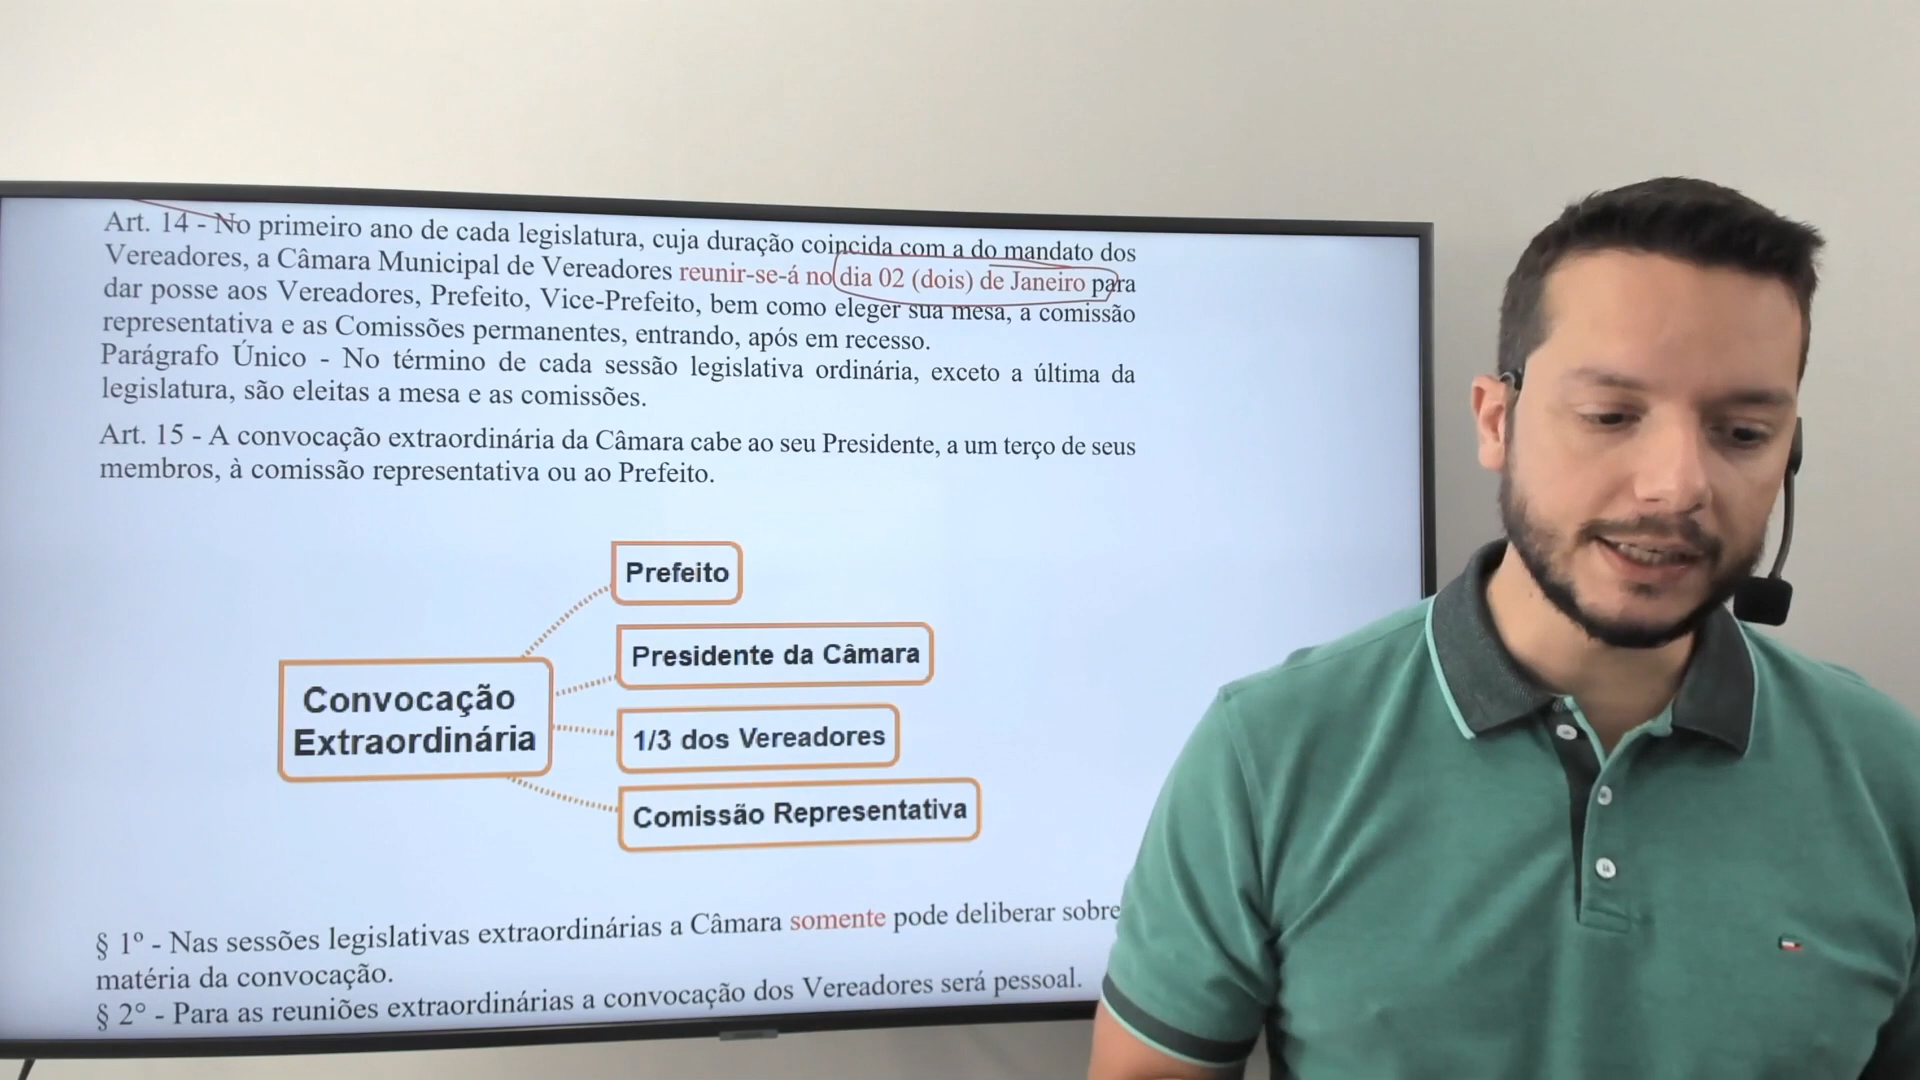 Art. 14 - No primeiro ano de cada legislatura, cuja duração coincida com a do mandato dos
Vereadores, a Câmara Municipal de Vereadores reunir-se-á no dia 02 (dois) de Janeiro para
dar posse aos Vereadores, Prefeito, Vice-Prefeito, bem como eleger sua mesa, a comissão
representativa e as Comissões permanentes, entrando, após em recesso.
Parágrafo Único - No término de cada sessão legislativa ordinária, exceto a última da
legislatura, são eleitas a mesa e as comissões.
Art. 15 - A convocação extraordinária da Câmara cabe ao seu Presidente, a um terço de seus
membros, à comissão representativa ou ao Prefeito.
Prefeito
Presidente da Câmara
Convocação
Extraordinária
1/3 dos Vereadores
Comissão Representativa
§ 1º - Nas sessões legislativas extraordinárias a Câmara somente pode deliberar sobre
matéria da convocação.
§ 2° - Para as reuniões extraordinárias a convocação dos Vereadores será pessoal.